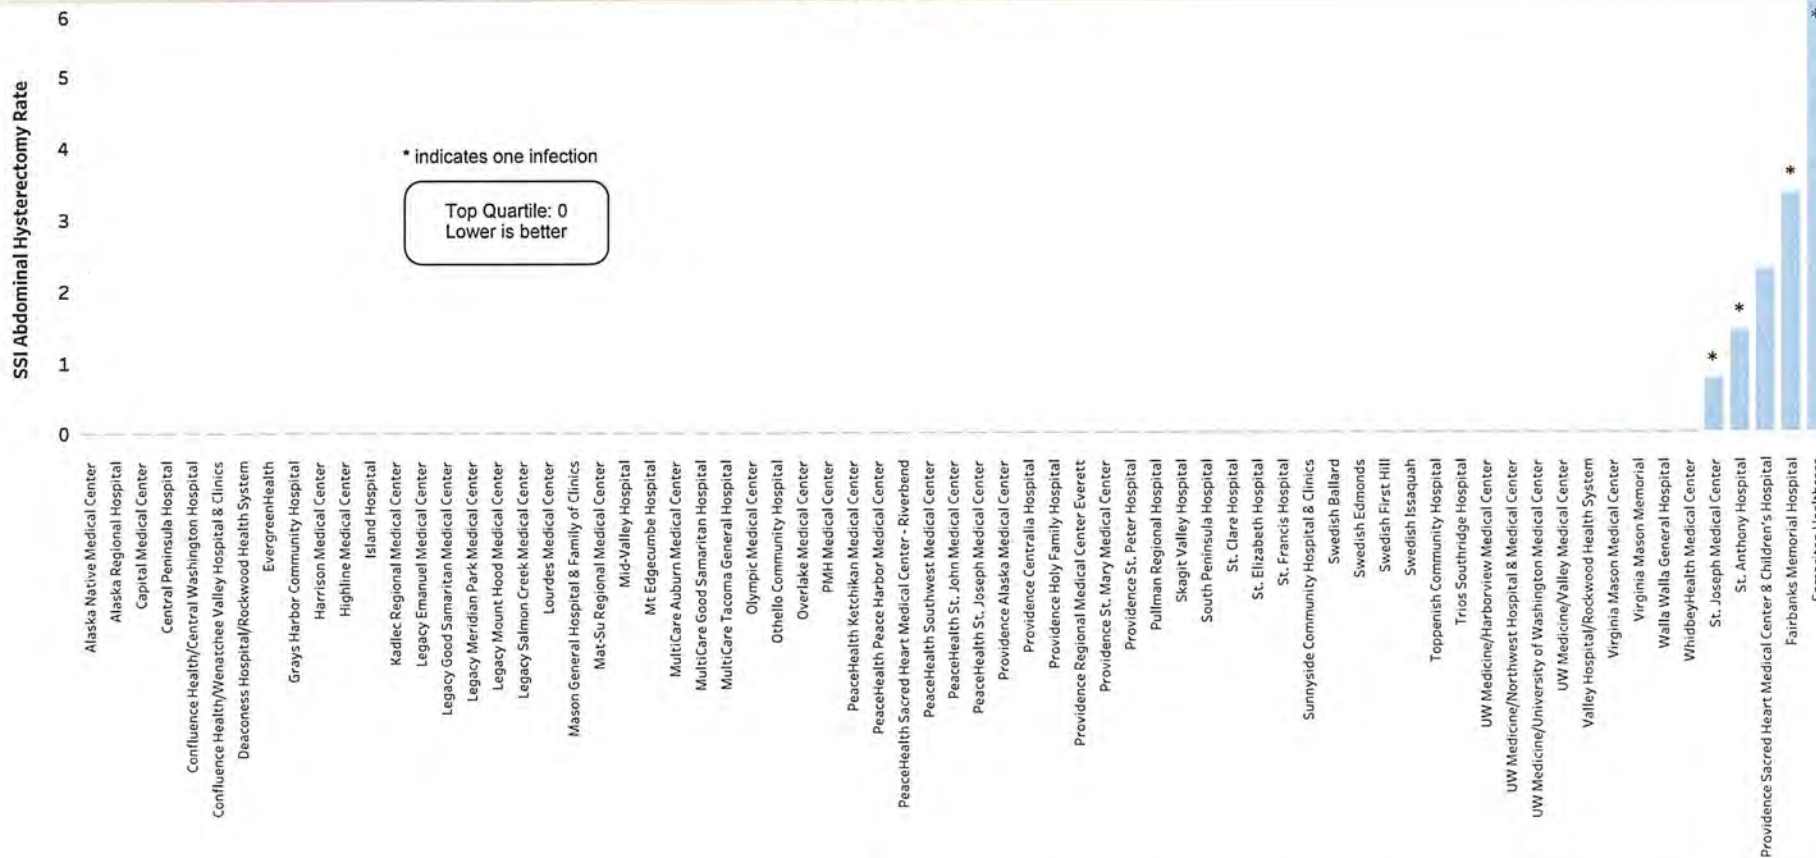 SSI Abdominal Hysterectomy Rate
6
5
4
3
2
1
0
* indicates one infection
Top Quartile: 0
Lower is better
*
*
*
*
Alaska Native Medical Center
Alaska Regional Hospital
Capital Medical Center
Central Peninsula Hospital
Confluence Health/Central Washington Hospital
Confluence Health/Wenatchee Valley Hospital & Clinics
Deaconess Hospital/Rockwood Health System
EvergreenHealth
Grays Harbor Community Hospital
Harrison Medical Center
Highline Medical Center
Island Hospital
Kadlec Regional Medical Center
Legacy Emanuel Medical Center
Legacy Good Samaritan Medical Center
Legacy Meridian Park Medical Center
Legacy Mount Hood Medical Center
Legacy Salmon Creek Medical Center
Lourdes Medical Center
Mason General Hospital & Family of Clinics
Mat-Su Regional Medical Center
Mid-Valley Hospital
Mt Edgecumbe Hospital
MultiCare Auburn Medical Center
MultiCare Good Samaritan Hospital
MultiCare Tacoma General Hospital
Olympic Medical Center
Othello Community Hospital
Overlake Medical Center
PMH Medical Center
PeaceHealth Ketchikan Medical Center
PeaceHealth Peace Harbor Medical Center
PeaceHealth Sacred Heart Medical Center - Riverbend
PeaceHealth Southwest Medical Center
PeaceHealth St. John Medical Center
PeaceHealth St. Joseph Medical Center
Providence Alaska Medical Center
Providence Centralia Hospital
Providence Holy Family Hospital
Providence Regional Medical Center Everett
Providence St. Mary Medical Center
Providence St. Peter Hospital
Pullman Regional Hospital
Skagit Valley Hospital
South Peninsula Hospital
St. Clare Hospital
St. Elizabeth Hospital
St. Francis Hospital
Sunnyside Community Hospital & Clinics
Swedish Ballard
Swedish Edmonds
Swedish First Hill
Swedish Issaquah
Toppenish Community Hospital
Trios Southridge Hospital
UW Medicine/Harborview Medical Center
UW Medicine/Northwest Hospital & Medical Center
UW Medicine/University of Washington Medical Center
UW Medicine/Valley Medical Center
Valley Hospital/Rockwood Health System
Virginia Mason Medical Center
Virginia Mason Memorial
Walla Walla General Hospital
WhidbeyHealth Medical Center
St. Joseph Medical Center
St. Anthony Hospital
Providence Sacred Heart Medical Center & Children's Hospital
Fairbanks Memorial Hospital